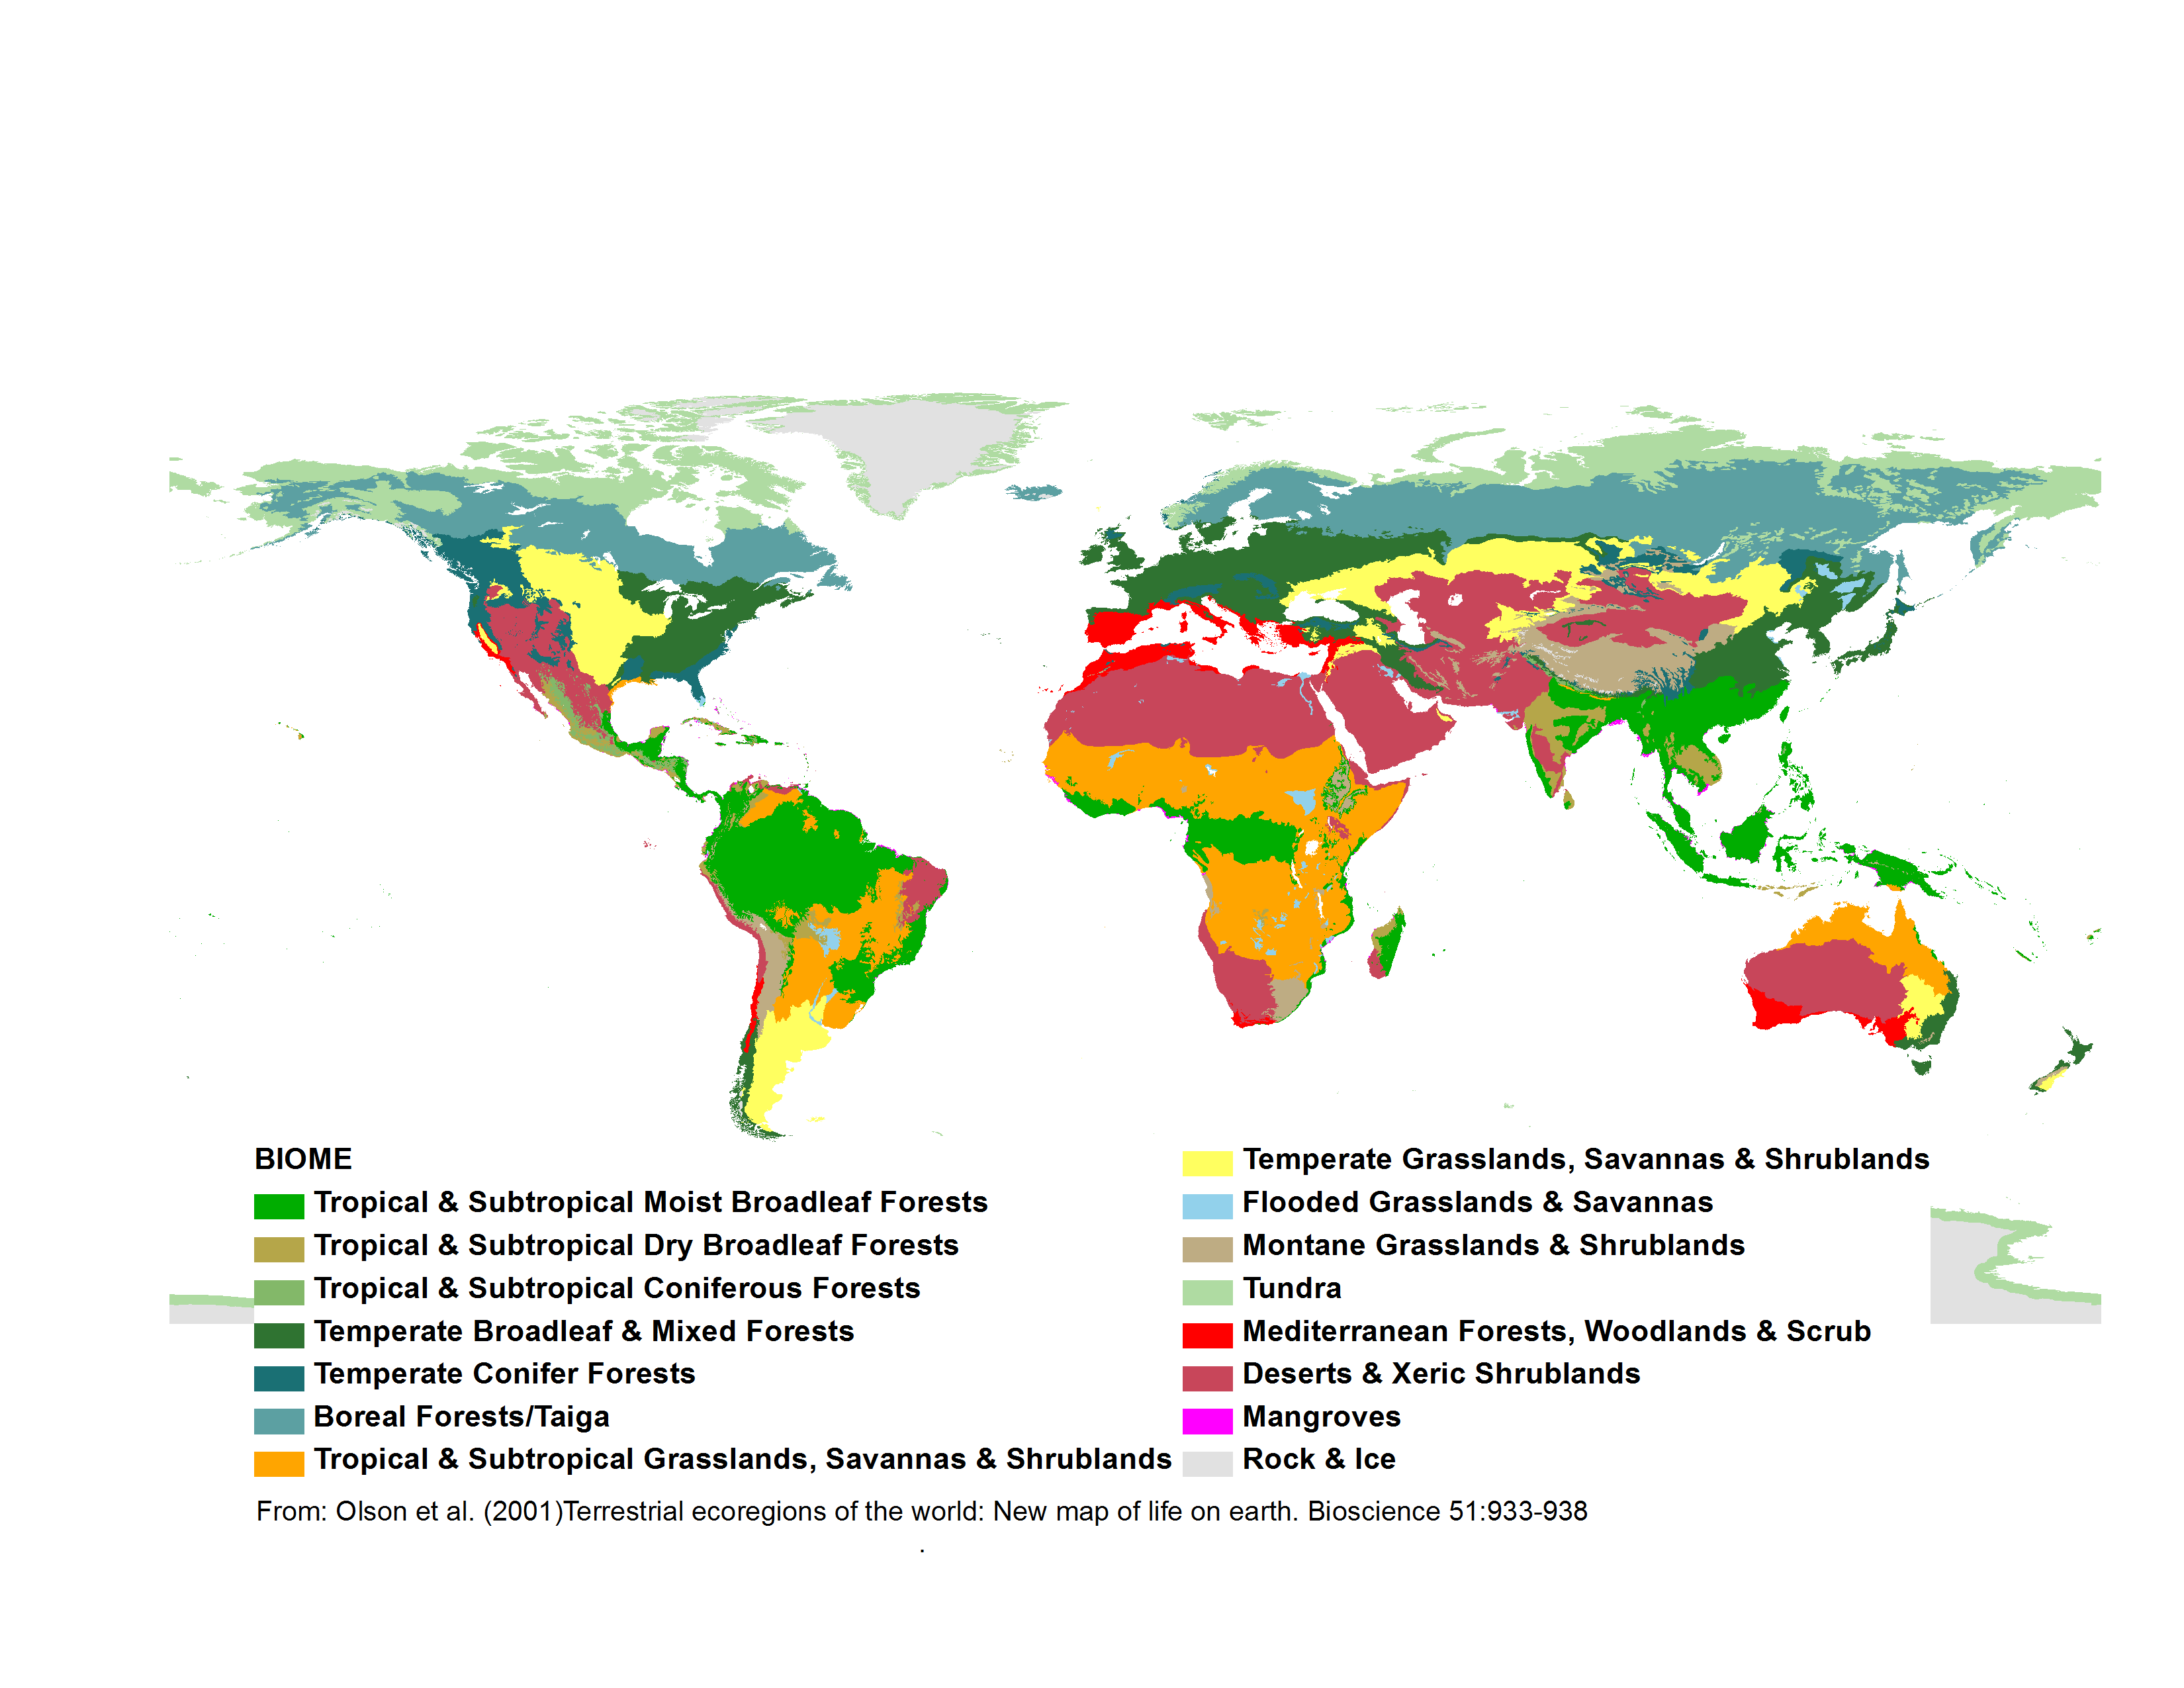 BIOME
Tropical & Subtropical Moist Broadleaf Forests
Tropical & Subtropical Dry Broadleaf Forests
Tropical & Subtropical Coniferous Forests
Temperate Broadleaf & Mixed Forests
Temperate Conifer Forests
Boreal Forests/Taiga
Tropical & Subtropical Grasslands, Savannas & Shrublands
Temperate Grasslands, Savannas & Shrublands
Flooded Grasslands & Savannas
Montane Grasslands & Shrublands
Tundra
Mediterranean Forests, Woodlands & Scrub
Deserts & Xeric Shrublands
Mangroves
Rock & Ice
From: Olson et al. (2001)Terrestrial ecoregions of the world: New map of life on earth. Bioscience 51:933-938
.